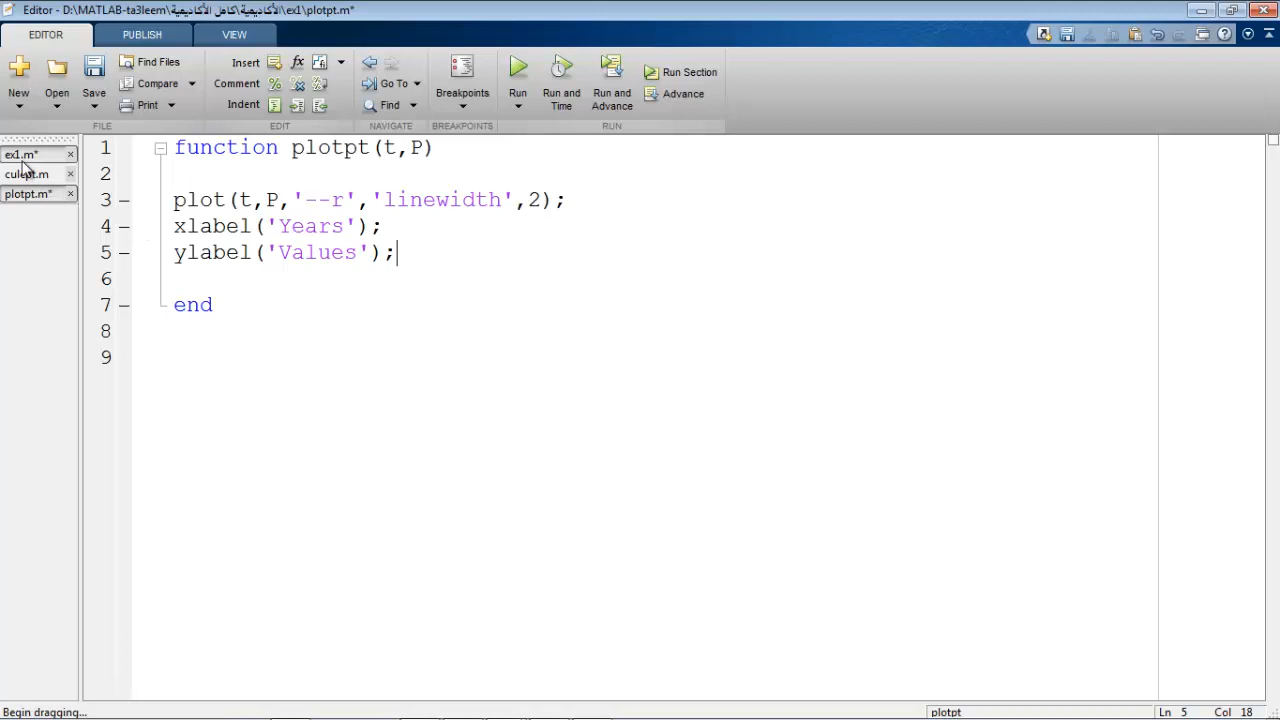 Editor - D:\MATLAB-ta3leem\كامل الأكاديمية\الأكاديمية\ex1\plotpt.m*
EDITOR PUBLISH VIEW
New Open Save
Find Files
Compare
Print
FILE
Insert
Comment
Indent
EDIT
Go To
Find
NAVIGATE
Breakpoints
BREAKPOINTS
Run
Run and Time
Run and Advance
Run Section
Advance
RUN
ex1.m*
plotpt.m*
1 function plotpt(t,P)
2
3 plot(t,P,'--r','linewidth',2);
4 xlabel('Years');
5 ylabel('Values');
6
7 end
8
9
Begin dragging...
plotpt
Ln 5 Col 18